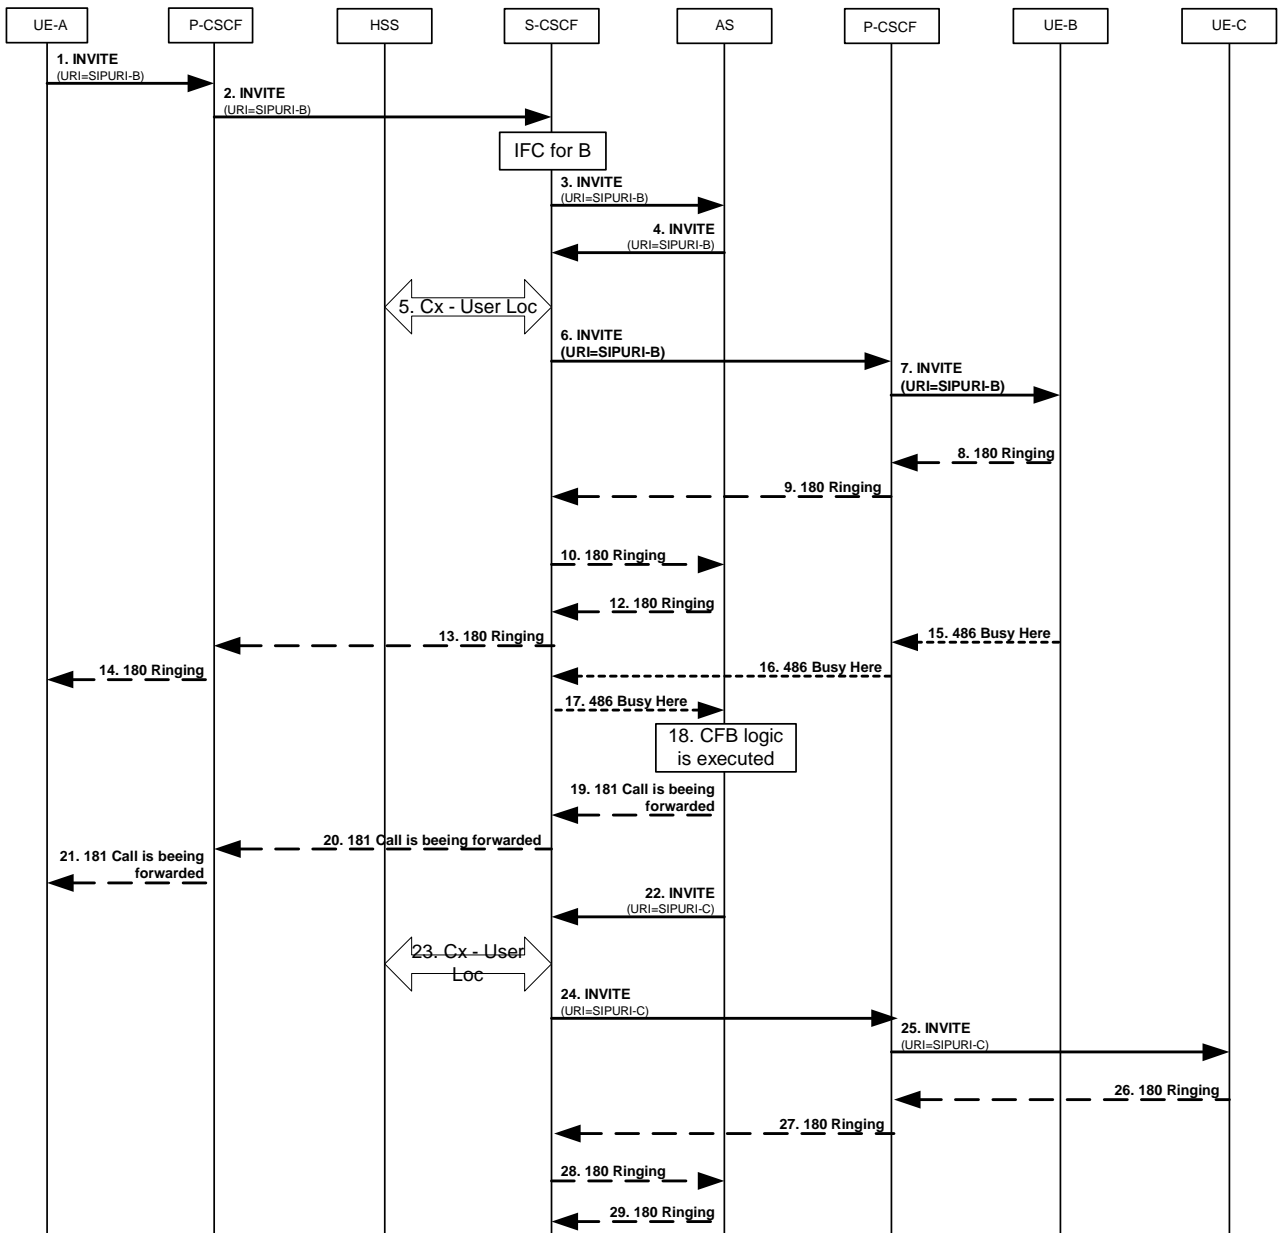 UE-A
P-CSCF
HSS
S-CSCF
AS
P-CSCF
UE-B
UE-C
1. INVITE
(URI=SIPURI-B)
2. INVITE
(URI=SIPURI-B)
IFC for B
3. INVITE
(URI=SIPURI-B)
4. INVITE
(URI=SIPURI-B)
5. Cx - User Loc
6. INVITE
(URI=SIPURI-B)
7. INVITE
(URI=SIPURI-B)
8. 180 Ringing
9. 180 Ringing
10. 180 Ringing
12. 180 Ringing
13. 180 Ringing
15. 486 Busy Here
14. 180 Ringing
16. 486 Busy Here
17. 486 Busy Here
18. CFB logic
is executed
19. 181 Call is beeing
forwarded
20. 181 Call is beeing forwarded
21. 181 Call is beeing
forwarded
22. INVITE
(URI=SIPURI-C)
23. Cx - User
Loc
24. INVITE
(URI=SIPURI-C)
25. INVITE
(URI=SIPURI-C)
26. 180 Ringing
27. 180 Ringing
28. 180 Ringing
29. 180 Ringing